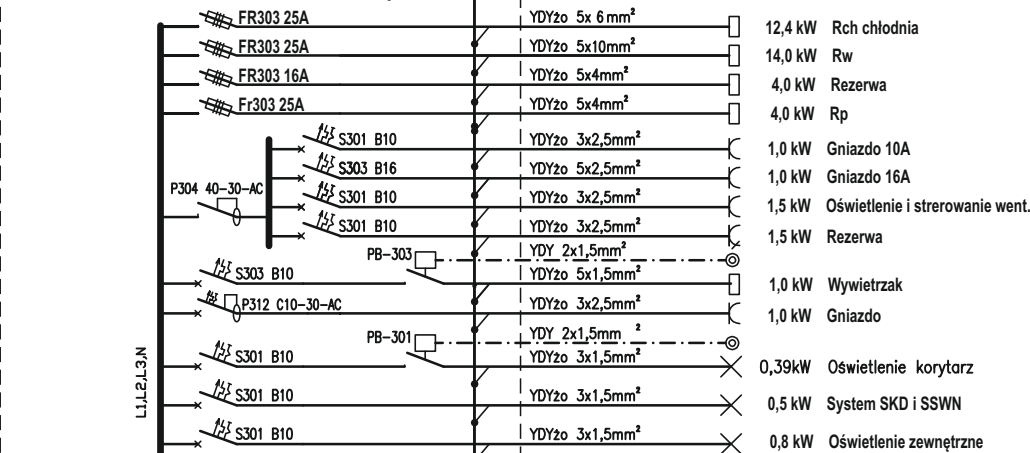 FR303 25A YDYżo 5x 6mm² 12,4 kW Rch chłodnia
FR303 25A YDYżo 5x10mm² 14,0 kW Rw
FR303 16A YDYżo 5x4mm² 4,0 kW Rezerwa
Fr303 25A YDYżo 5x4mm² 4,0 kW Rp
S301 B10 YDYżo 3x2,5mm² 1,0 kW Gniazdo 10A
S303 B16 YDYżo 5x2,5mm² 1,0 kW Gniazdo 16A
P304 40-30-AC
S301 B10 YDYżo 3x2,5mm² 1,5 kW Oświetlenie i strerowanie went.
S301 B10 YDYżo 3x2,5mm² 1,5 kW Rezerwa
PB-303 YDY 2x1,5mm²
S303 B10 YDYżo 5x1,5mm² 1,0 kW Wywietrzak
P312 C10-30-AC YDYżo 3x2,5mm² 1,0 kW Gniazdo
PB-301 YDY 2x1,5mm ²
S301 B10 YDYżo 3x1,5mm² 0,39kW Oświetlenie korytarz
L1,L2,L3,N
S301 B10 YDYżo 3x1,5mm² 0,5 kW System SKD i SSWN
S301 B10 YDYżo 3x1,5mm² 0,8 kW Oświetlenie zewnętrzne